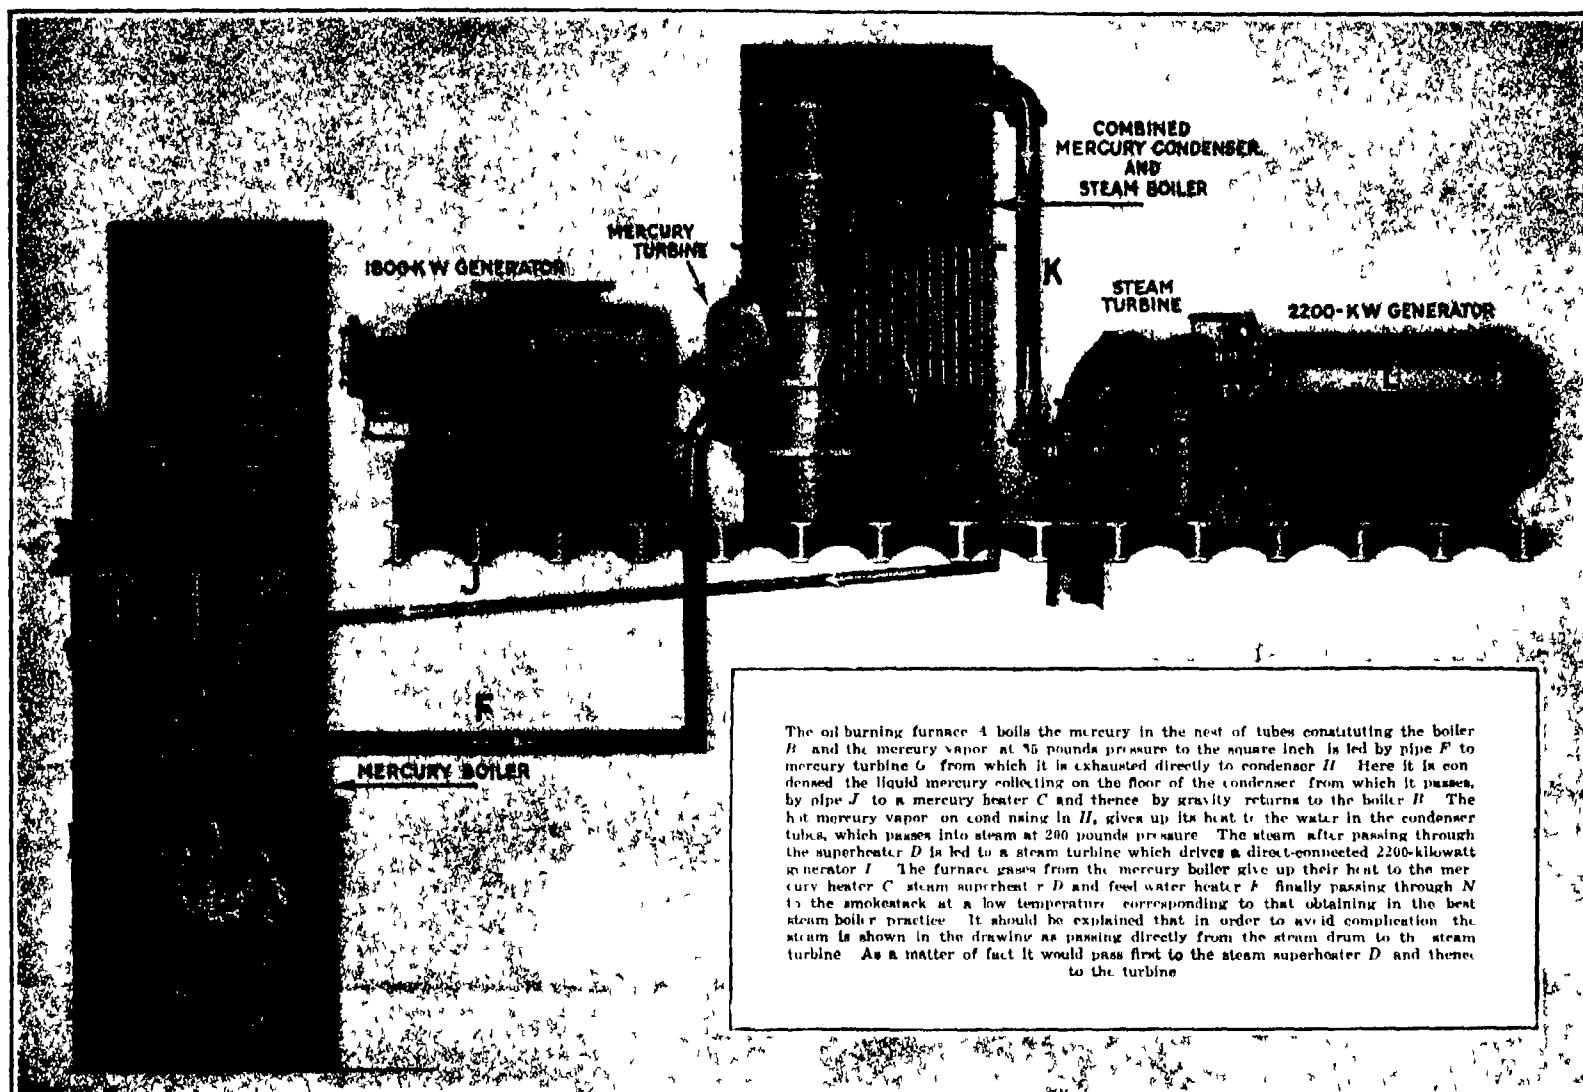 COMBINED
MERCURY CONDENSER
AND
STEAM BOILER
MERCURY
TURBINE
1800-KW GENERATOR
K
STEAM
TURBINE
2200-KW GENERATOR
J
F
MERCURY BOILER
The oil burning furnace A boils the mercury in the nest of tubes constituting the boiler
B and the mercury vapor at 35 pounds pressure to the square inch is led by pipe F to
mercury turbine G from which it is exhausted directly to condenser H Here it is con
densed the liquid mercury collecting on the floor of the condenser from which it passes,
by pipe J to a mercury heater C and thence by gravity returns to the boiler B The
hot mercury vapor on cond nsing in H, gives up its heat to the water in the condenser
tubes, which passes into steam at 200 pounds pressure The steam after passing through
the superheater D is led to a steam turbine which drives a direct-connected 2200-kilowatt
generator I The furnace gases from the mercury boiler give up their heat to the mer
cury heater C steam superheat r D and feed water heater finally passing through N
to the smokestack at a low temperature corresponding to that obtaining in the best
steam boiler practice It should be explained that in order to avoid complication the
steam is shown in the drawing as passing directly from the steam drum to th steam
turbine As a matter of fact it would pass first to the steam superheater D and thence
to the turbine